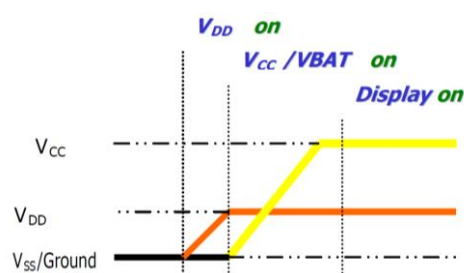 VDD on
VCC /VBAT on
Display on
VCC
VDD
VSS/Ground